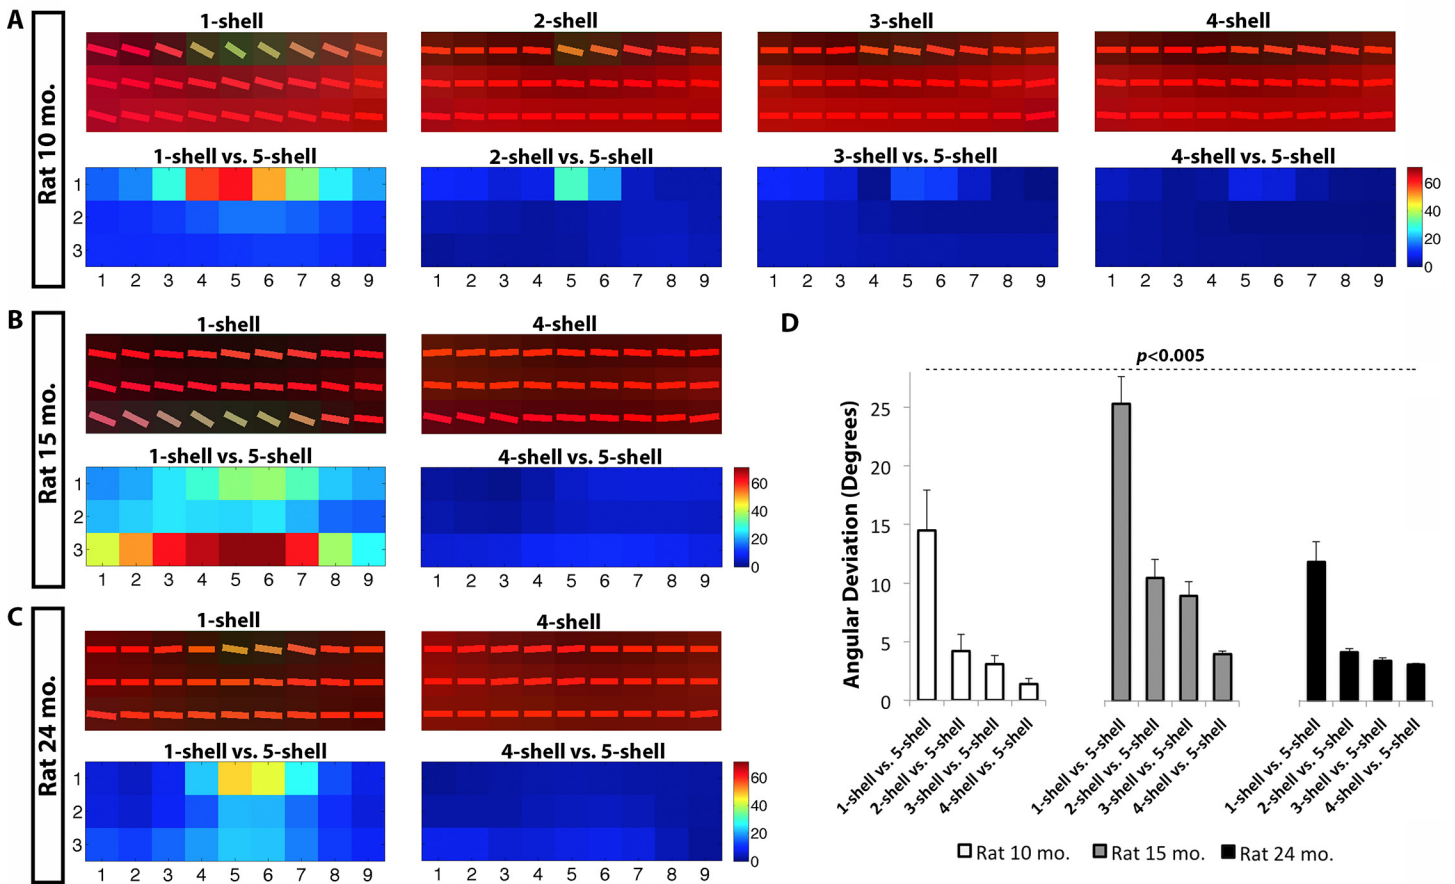 A
Rat 10 mo.
1-shell 2-shell 3-shell 4-shell
1-shell vs. 5-shell 2-shell vs. 5-shell 3-shell vs. 5-shell 4-shell vs. 5-shell
1
2
3
60
40
20
0
1 2 3 4 5 6 7 8 9 1 2 3 4 5 6 7 8 9 1 2 3 4 5 6 7 8 9 1 2 3 4 5 6 7 8 9
B
Rat 15 mo.
1-shell 4-shell
1-shell vs. 5-shell 4-shell vs. 5-shell
1
2
3
60
40
20
0
1 2 3 4 5 6 7 8 9 1 2 3 4 5 6 7 8 9
C
Rat 24 mo.
1-shell 4-shell
1-shell vs. 5-shell 4-shell vs. 5-shell
1
2
3
60
40
20
0
1 2 3 4 5 6 7 8 9 1 2 3 4 5 6 7 8 9
D
p<0.005
Angular Deviation (Degrees)
25
20
15
10
5
0
1-shell vs. 5-shell
2-shell vs. 5-shell
3-shell vs. 5-shell
4-shell vs. 5-shell
1-shell vs. 5-shell
2-shell vs. 5-shell
3-shell vs. 5-shell
4-shell vs. 5-shell
1-shell vs. 5-shell
2-shell vs. 5-shell
3-shell vs. 5-shell
4-shell vs. 5-shell
Rat 10 mo. Rat 15 mo. Rat 24 mo.